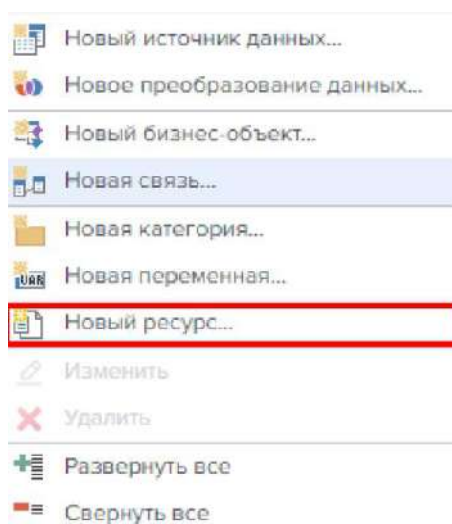 Новый источник данных...
Новое преобразование данных...
Новый бизнес-объект...
Новая связь...
Новая категория...
Новая переменная...
Новый ресурс...
Изменить
Удалить
Развернуть все
Свернуть все